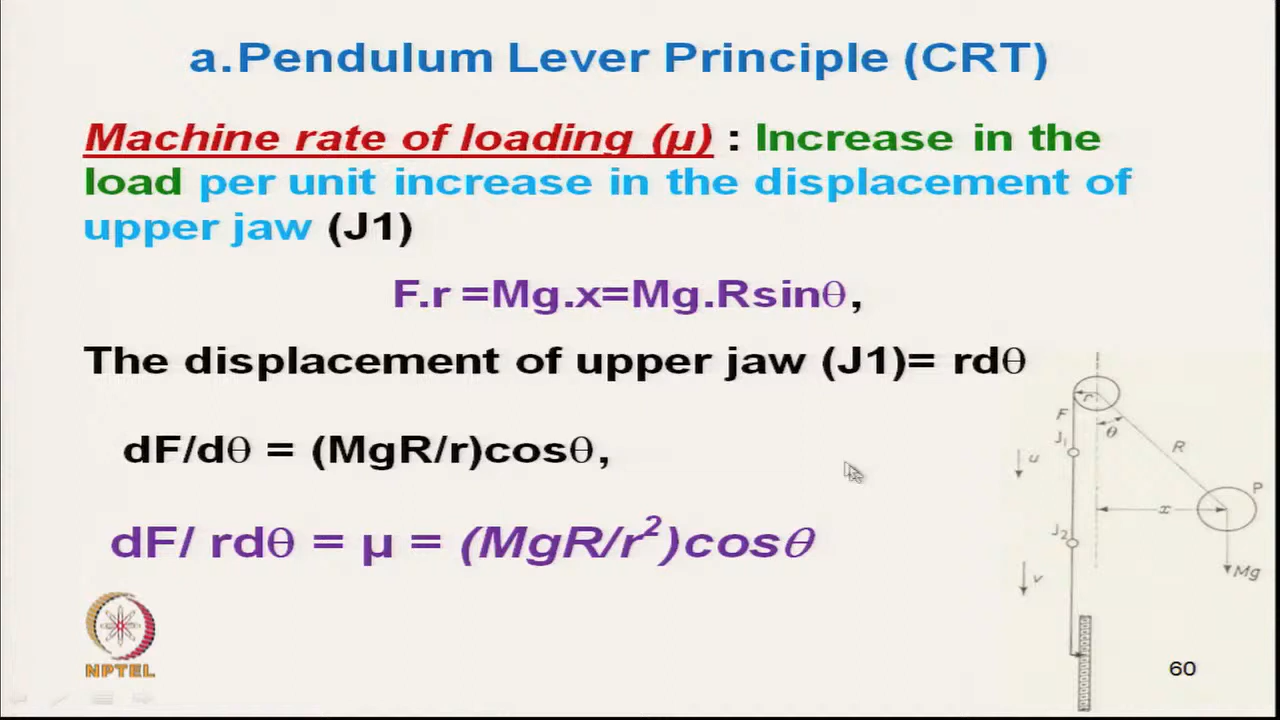 a.Pendulum Lever Principle (CRT)
Machine rate of loading (μ) : Increase in the
load per unit increase in the displacement of
upper jaw (J1)
F.r =Mg.x=Mg.Rsinθ,
The displacement of upper jaw (J1)= rdθ
dF/dθ = (MgR/r)cosθ,
dF/ rdθ = μ = (MgR/r²)cosθ
r
F
θ
J₁
R
u
P
x
J₂
Mg
v
NPTEL
60